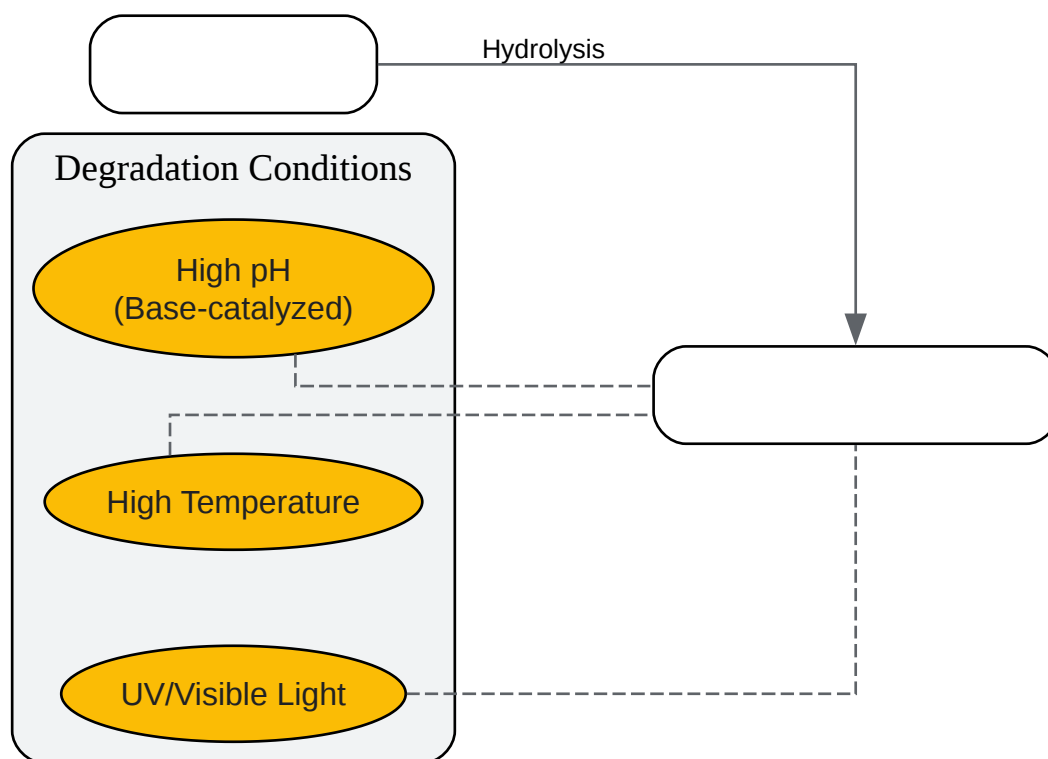 Hydrolysis
Degradation Conditions
High pH
(Base-catalyzed)
High Temperature
UV/Visible Light